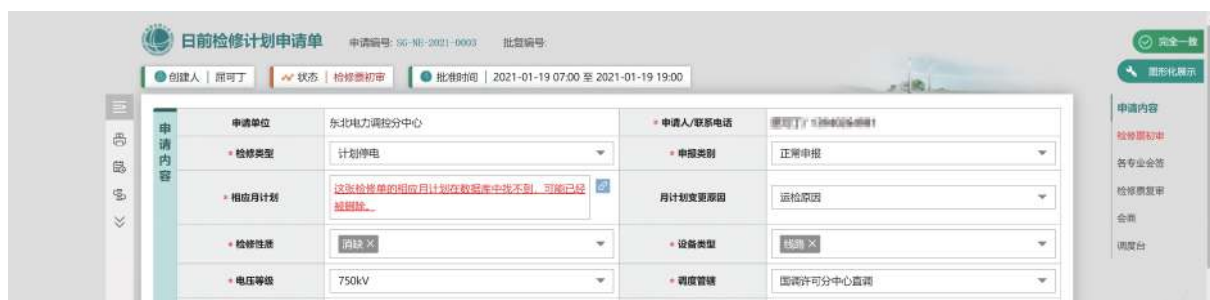 日前检修计划申请单 申请编号: SG-NE-2021-0003 批复编号:
创建人 | 屈可丁 状态 | 检修票初审 批准时间 | 2021-01-19 07:00 至 2021-01-19 19:00
完全一致
图形化展示
申请内容
申请单位 东北电力调控分中心 * 申请人/联系电话
* 检修类型 计划停电 * 申报类别 正常申报
* 相应月计划 这张检修单的相应月计划在数据库中找不到，可能已经
被删除。
月计划变更原因 运检原因
* 检修性质 消缺 × * 设备类型 线路 ×
* 电压等级 750kV * 调度管辖 国调许可分中心直调
申请内容
检修票初审
各专业会签
检修票复审
会商
调度台